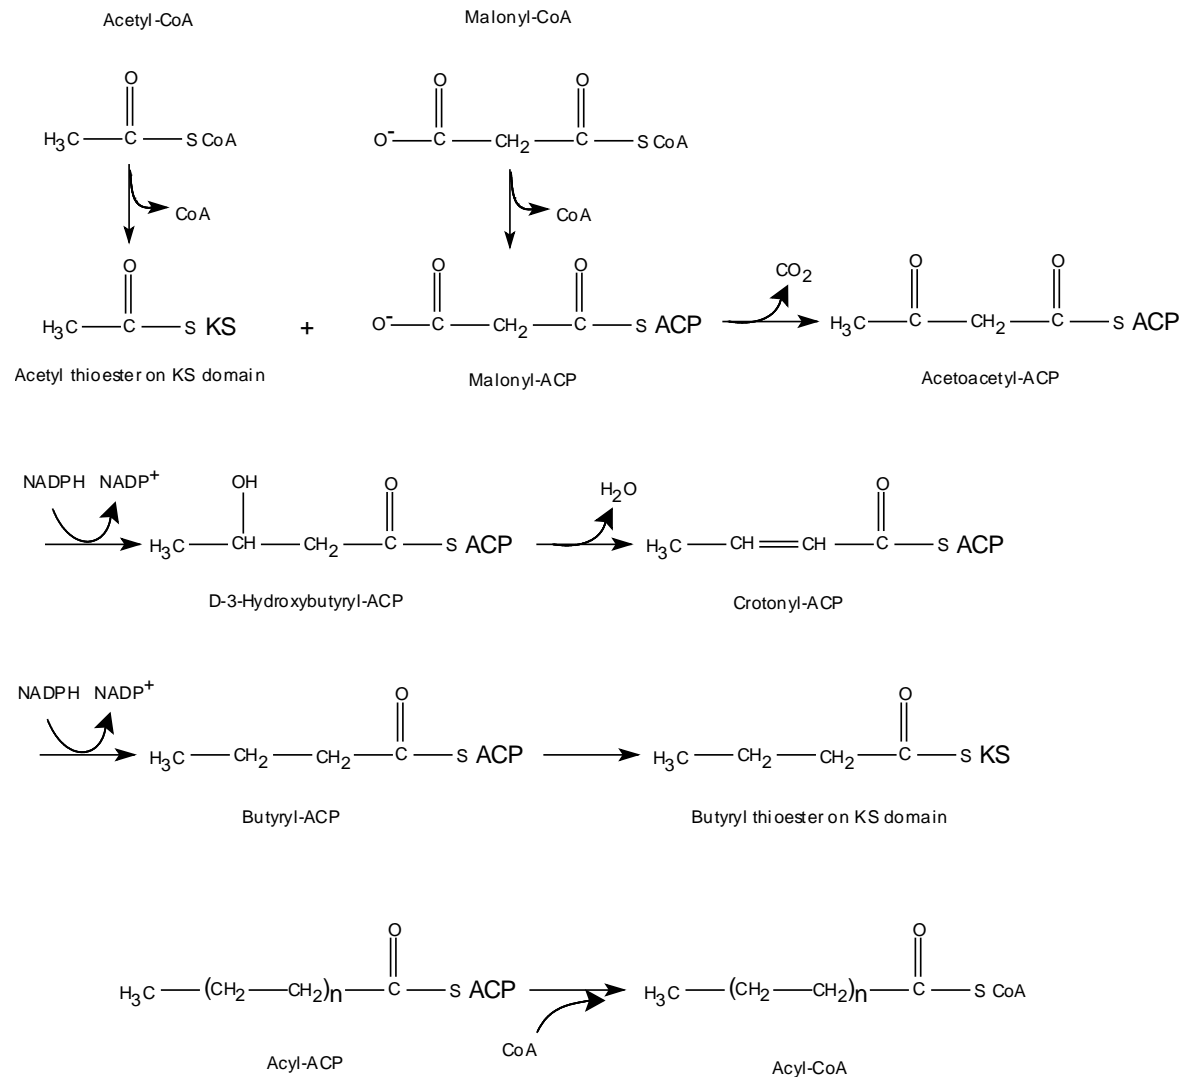 Acetyl-CoA Malonyl-CoA
O O O
H3C C S CoA O- C CH2 C S CoA
CoA CoA
O O O CO2 O O
H3C C S KS + O- C CH2 C S ACP H3C C CH2 C S ACP
Acetyl thioester on KS domain Malonyl-ACP Acetoacetyl-ACP
NADPH NADP+ OH O H2O O
H3C CH CH2 C S ACP H3C CH CH C S ACP
D-3-Hydroxybutyryl-ACP Crotonyl-ACP
NADPH NADP+ O O
H3C CH2 CH2 C S ACP H3C CH2 CH2 C S KS
Butyryl-ACP Butyryl thioester on KS domain
O O
H3C (CH2 CH2)n C S ACP H3C (CH2 CH2)n C S CoA
CoA
Acyl-ACP Acyl-CoA